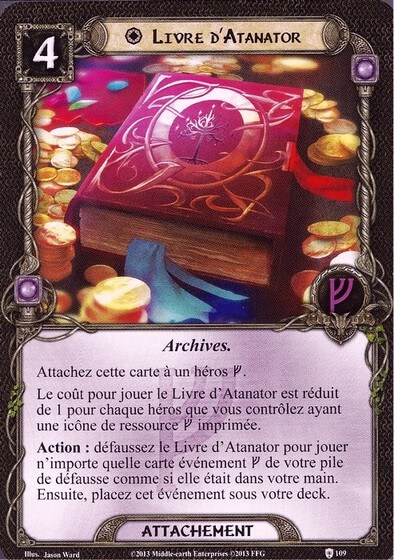 4
LIVRE D'ATANATOR
Archives.
Attachez cette carte à un héros ᚠ.
Le coût pour jouer le Livre d'Atanator est réduit
de 1 pour chaque héros que vous contrôlez ayant
une icône de ressource ᚠ imprimée.
Action : défaussez le Livre d'Atanator pour jouer
n'importe quelle carte événement ᚠ de votre pile
de défausse comme si elle était dans votre main.
Ensuite, placez cet événement sous votre deck.
ATTACHEMENT
Illus. Jason Ward ©2013 Middle-earth Enterprises ©2013 FFG 109